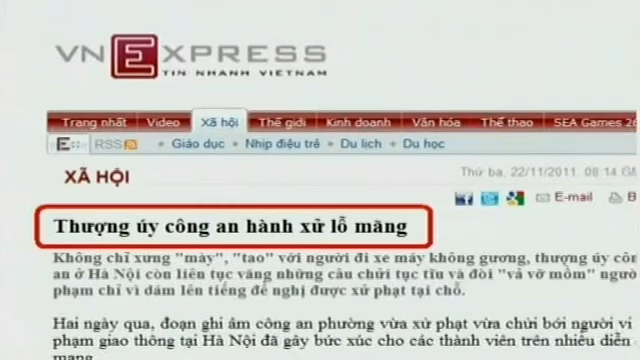 VNEXPRESS
TIN NHANH VIETNAM
Trang nhất Video Xã hội Thế giới Kinh doanh Văn hóa Thể thao SEA Games 26
E RSS • Giáo dục • Nhịp điệu trẻ • Du lịch • Du học
XÃ HỘI
Thứ ba, 22/11/2011, 08:14 GM
E-mail B
Thượng úy công an hành xử lỗ mãng
Không chỉ xưng "mày", "tao" với người đi xe máy không gương, thượng úy côn
an ở Hà Nội còn liên tục văng những câu chửi tục tĩu và đòi "vả vỡ mồm" ngườ
phạm chỉ vì dám lên tiếng đề nghị được xử phạt tại chỗ.
Hai ngày qua, đoạn ghi âm công an phường vừa xử phạt vừa chửi bới người vi
phạm giao thông tại Hà Nội đã gây bức xúc cho các thành viên trên nhiều diễn
mạng